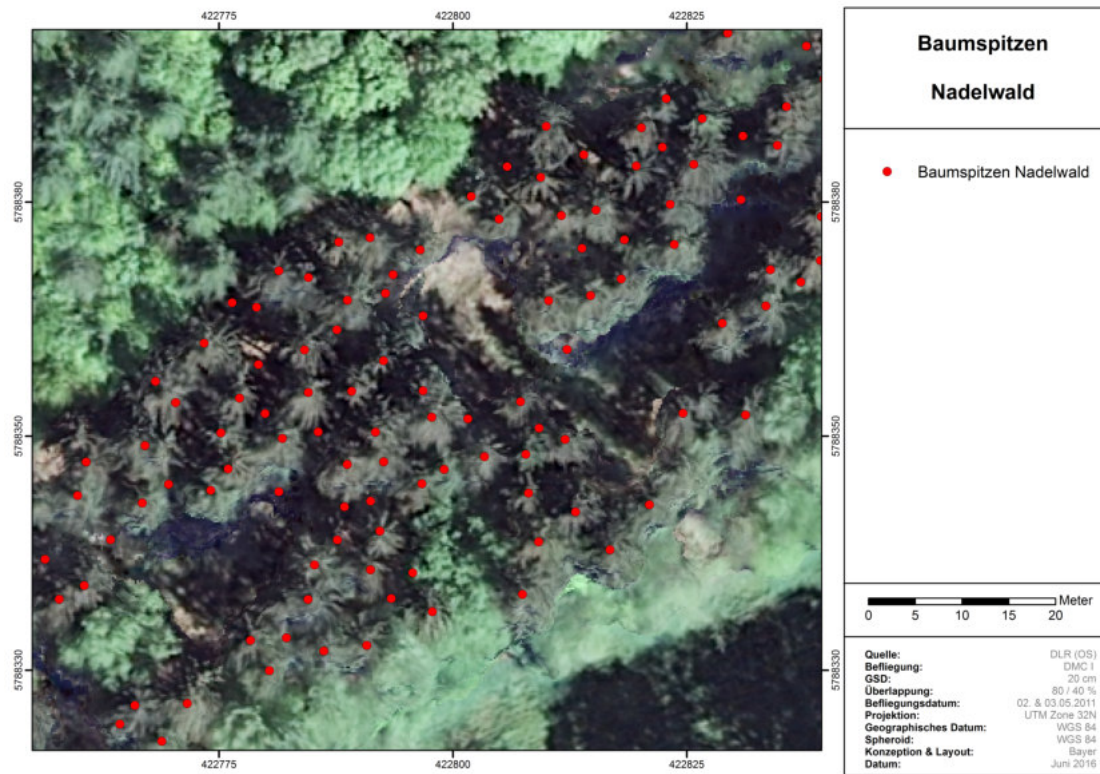 422775 422800 422825
5788380 5788380
5788350 5788350
5788330 5788330
422775 422800 422825
Baumspitzen
Nadelwald
Baumspitzen Nadelwald
Meter
0 5 10 15 20
Quelle: DLR (OS)
Befliegung: DMC I
GSD: 20 cm
Überlappung: 80 / 40 %
Befliegungsdatum: 02. & 03.05.2011
Projektion: UTM Zone 32N
Geographisches Datum: WGS 84
Spheroid: WGS 84
Konzeption & Layout: Bayer
Datum: Juni 2016